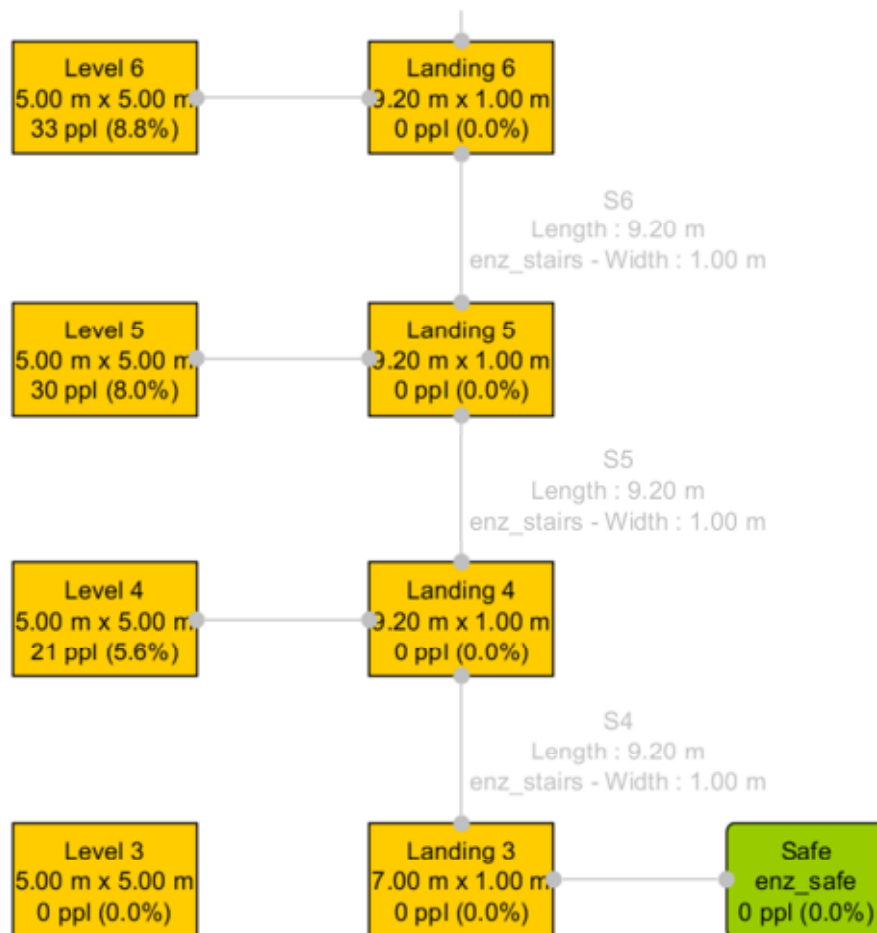 Level 6
5.00 m x 5.00 m
33 ppl (8.8%)
Landing 6
9.20 m x 1.00 m
0 ppl (0.0%)
S6
Length : 9.20 m
enz_stairs - Width : 1.00 m
Level 5
5.00 m x 5.00 m
30 ppl (8.0%)
Landing 5
9.20 m x 1.00 m
0 ppl (0.0%)
S5
Length : 9.20 m
enz_stairs - Width : 1.00 m
Level 4
5.00 m x 5.00 m
21 ppl (5.6%)
Landing 4
9.20 m x 1.00 m
0 ppl (0.0%)
S4
Length : 9.20 m
enz_stairs - Width : 1.00 m
Level 3
5.00 m x 5.00 m
0 ppl (0.0%)
Landing 3
7.00 m x 1.00 m
0 ppl (0.0%)
Safe
enz_safe
0 ppl (0.0%)